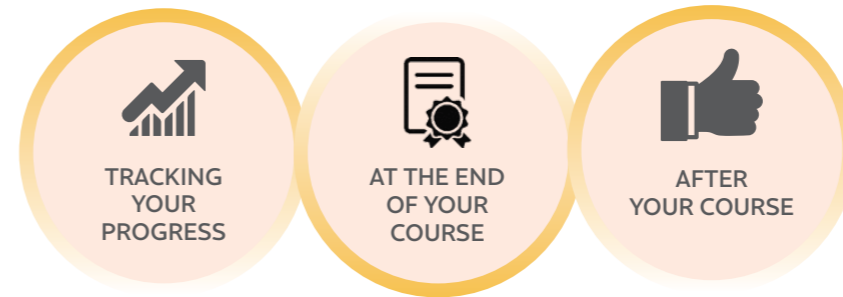 TRACKING
YOUR
PROGRESS
AT THE END
OF YOUR
COURSE
AFTER
YOUR COURSE